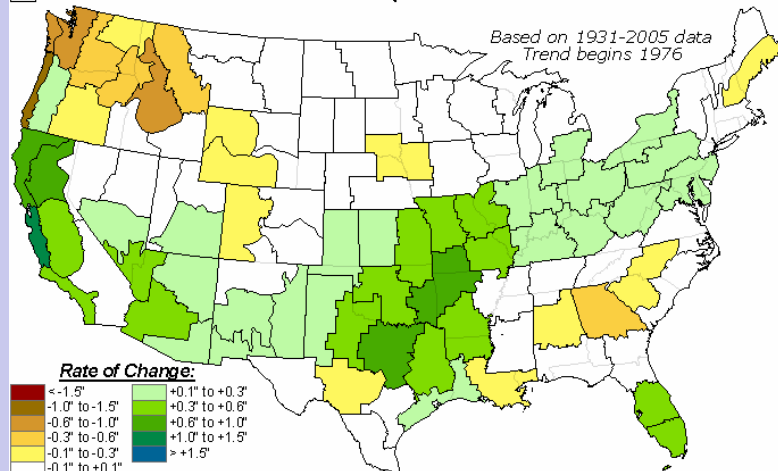 Based on 1931-2005 data
Trend begins 1976
Rate of Change:
< -1.5"
-1.0" to -1.5"
-0.6" to -1.0"
-0.3" to -0.6"
-0.1" to -0.3"
-0.1" to +0.1"
+0.1" to +0.3"
+0.3" to +0.6"
+0.6" to +1.0"
+1.0" to +1.5"
> +1.5"